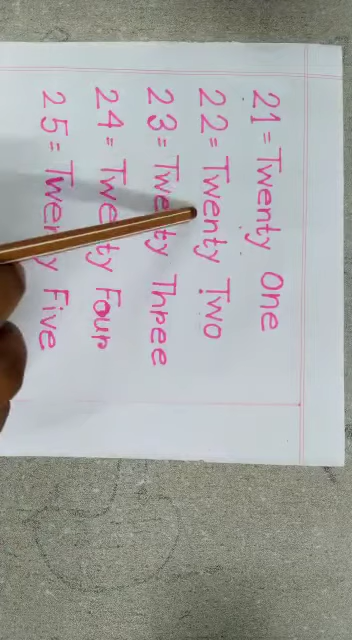 21 = Twenty One
22 = Twenty Two
23 = Twenty Three
24 = Twenty Four
25 = Twenty Five